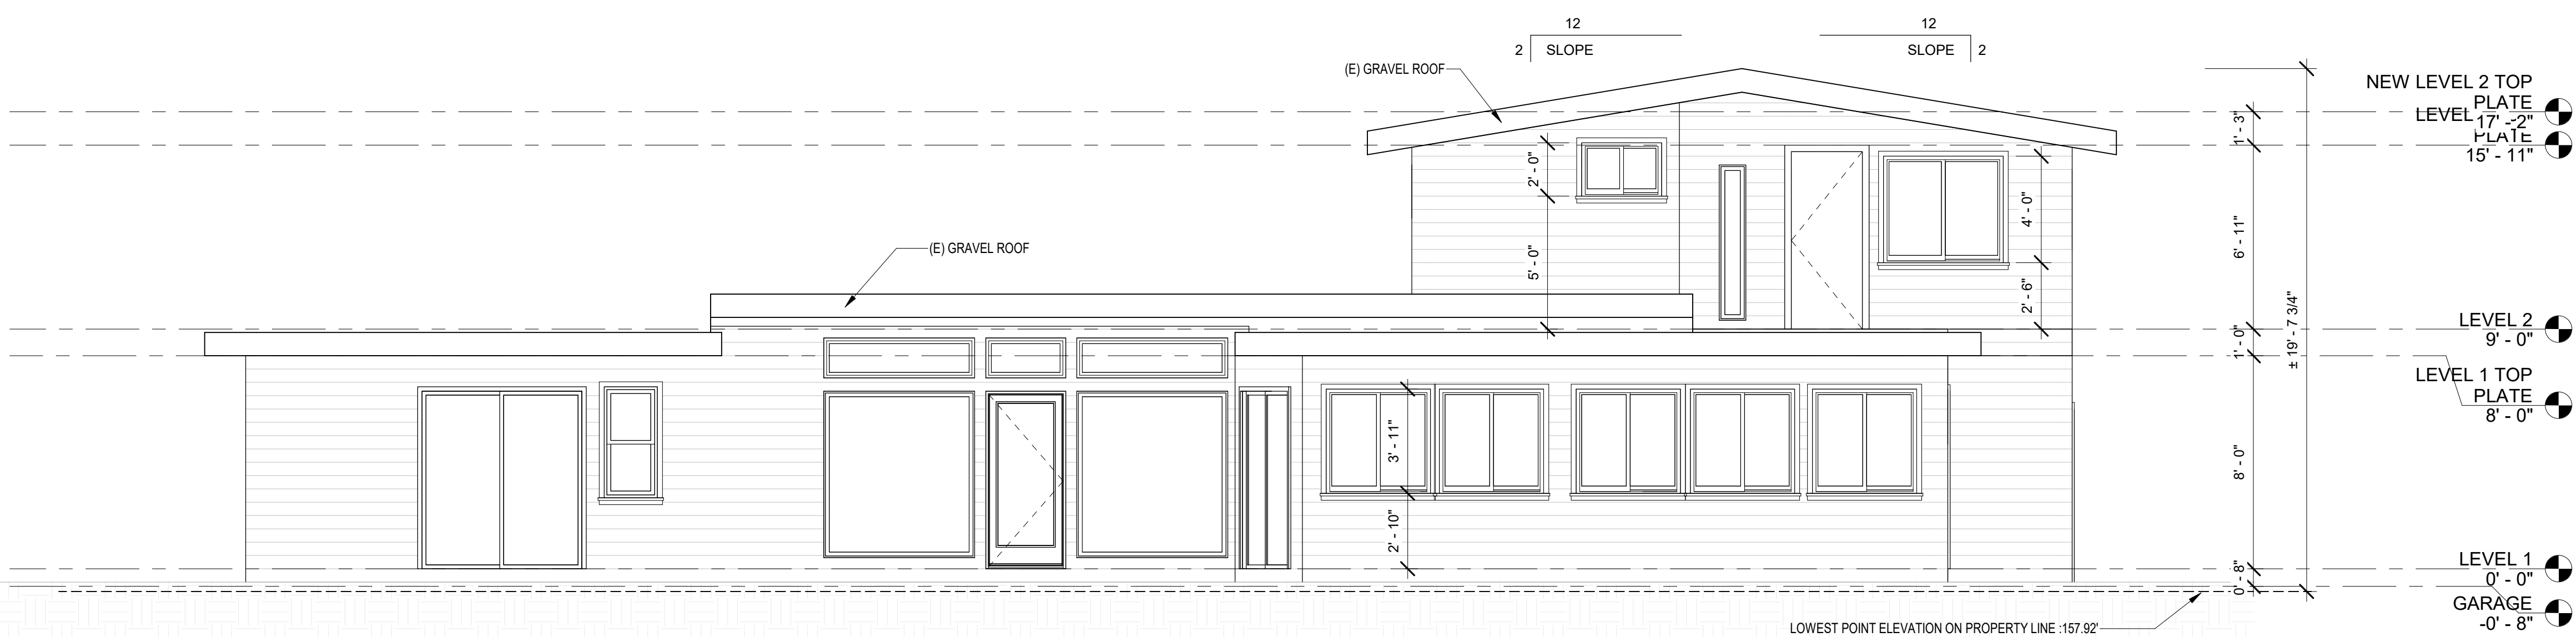 12
2 SLOPE
12
SLOPE 2
(E) GRAVEL ROOF
(E) GRAVEL ROOF
2' - 0"
5' - 0"
4' - 0"
2' - 6"
3' - 11"
2' - 10"
1' - 3"
6' - 11"
1' - 0"
8' - 0"
0' - 8"
± 19' - 7 3/4"
NEW LEVEL 2 TOP
PLATE
17' - 2"
LEVEL
PLATE
15' - 11"
LEVEL 2
9' - 0"
LEVEL 1 TOP
PLATE
8' - 0"
LEVEL 1
0' - 0"
GARAGE
-0' - 8"
LOWEST POINT ELEVATION ON PROPERTY LINE :157.92'